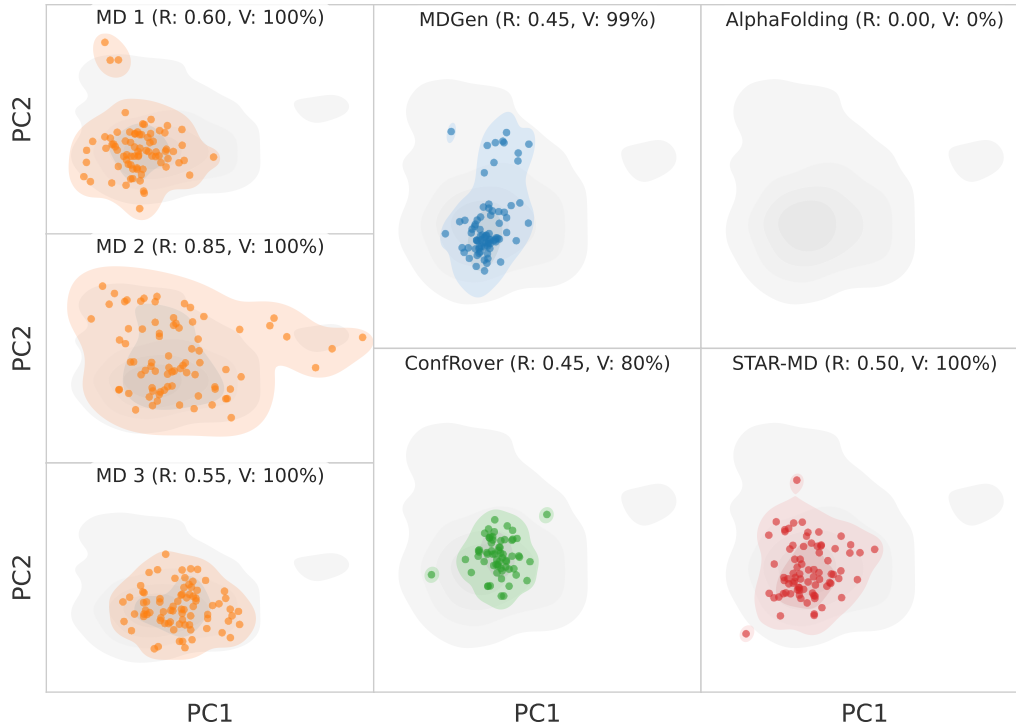 MD 1 (R: 0.60, V: 100%)
MDGen (R: 0.45, V: 99%)
AlphaFolding (R: 0.00, V: 0%)
PC2
MD 2 (R: 0.85, V: 100%)
PC2
ConfRover (R: 0.45, V: 80%)
STAR-MD (R: 0.50, V: 100%)
MD 3 (R: 0.55, V: 100%)
PC2
PC1
PC1
PC1